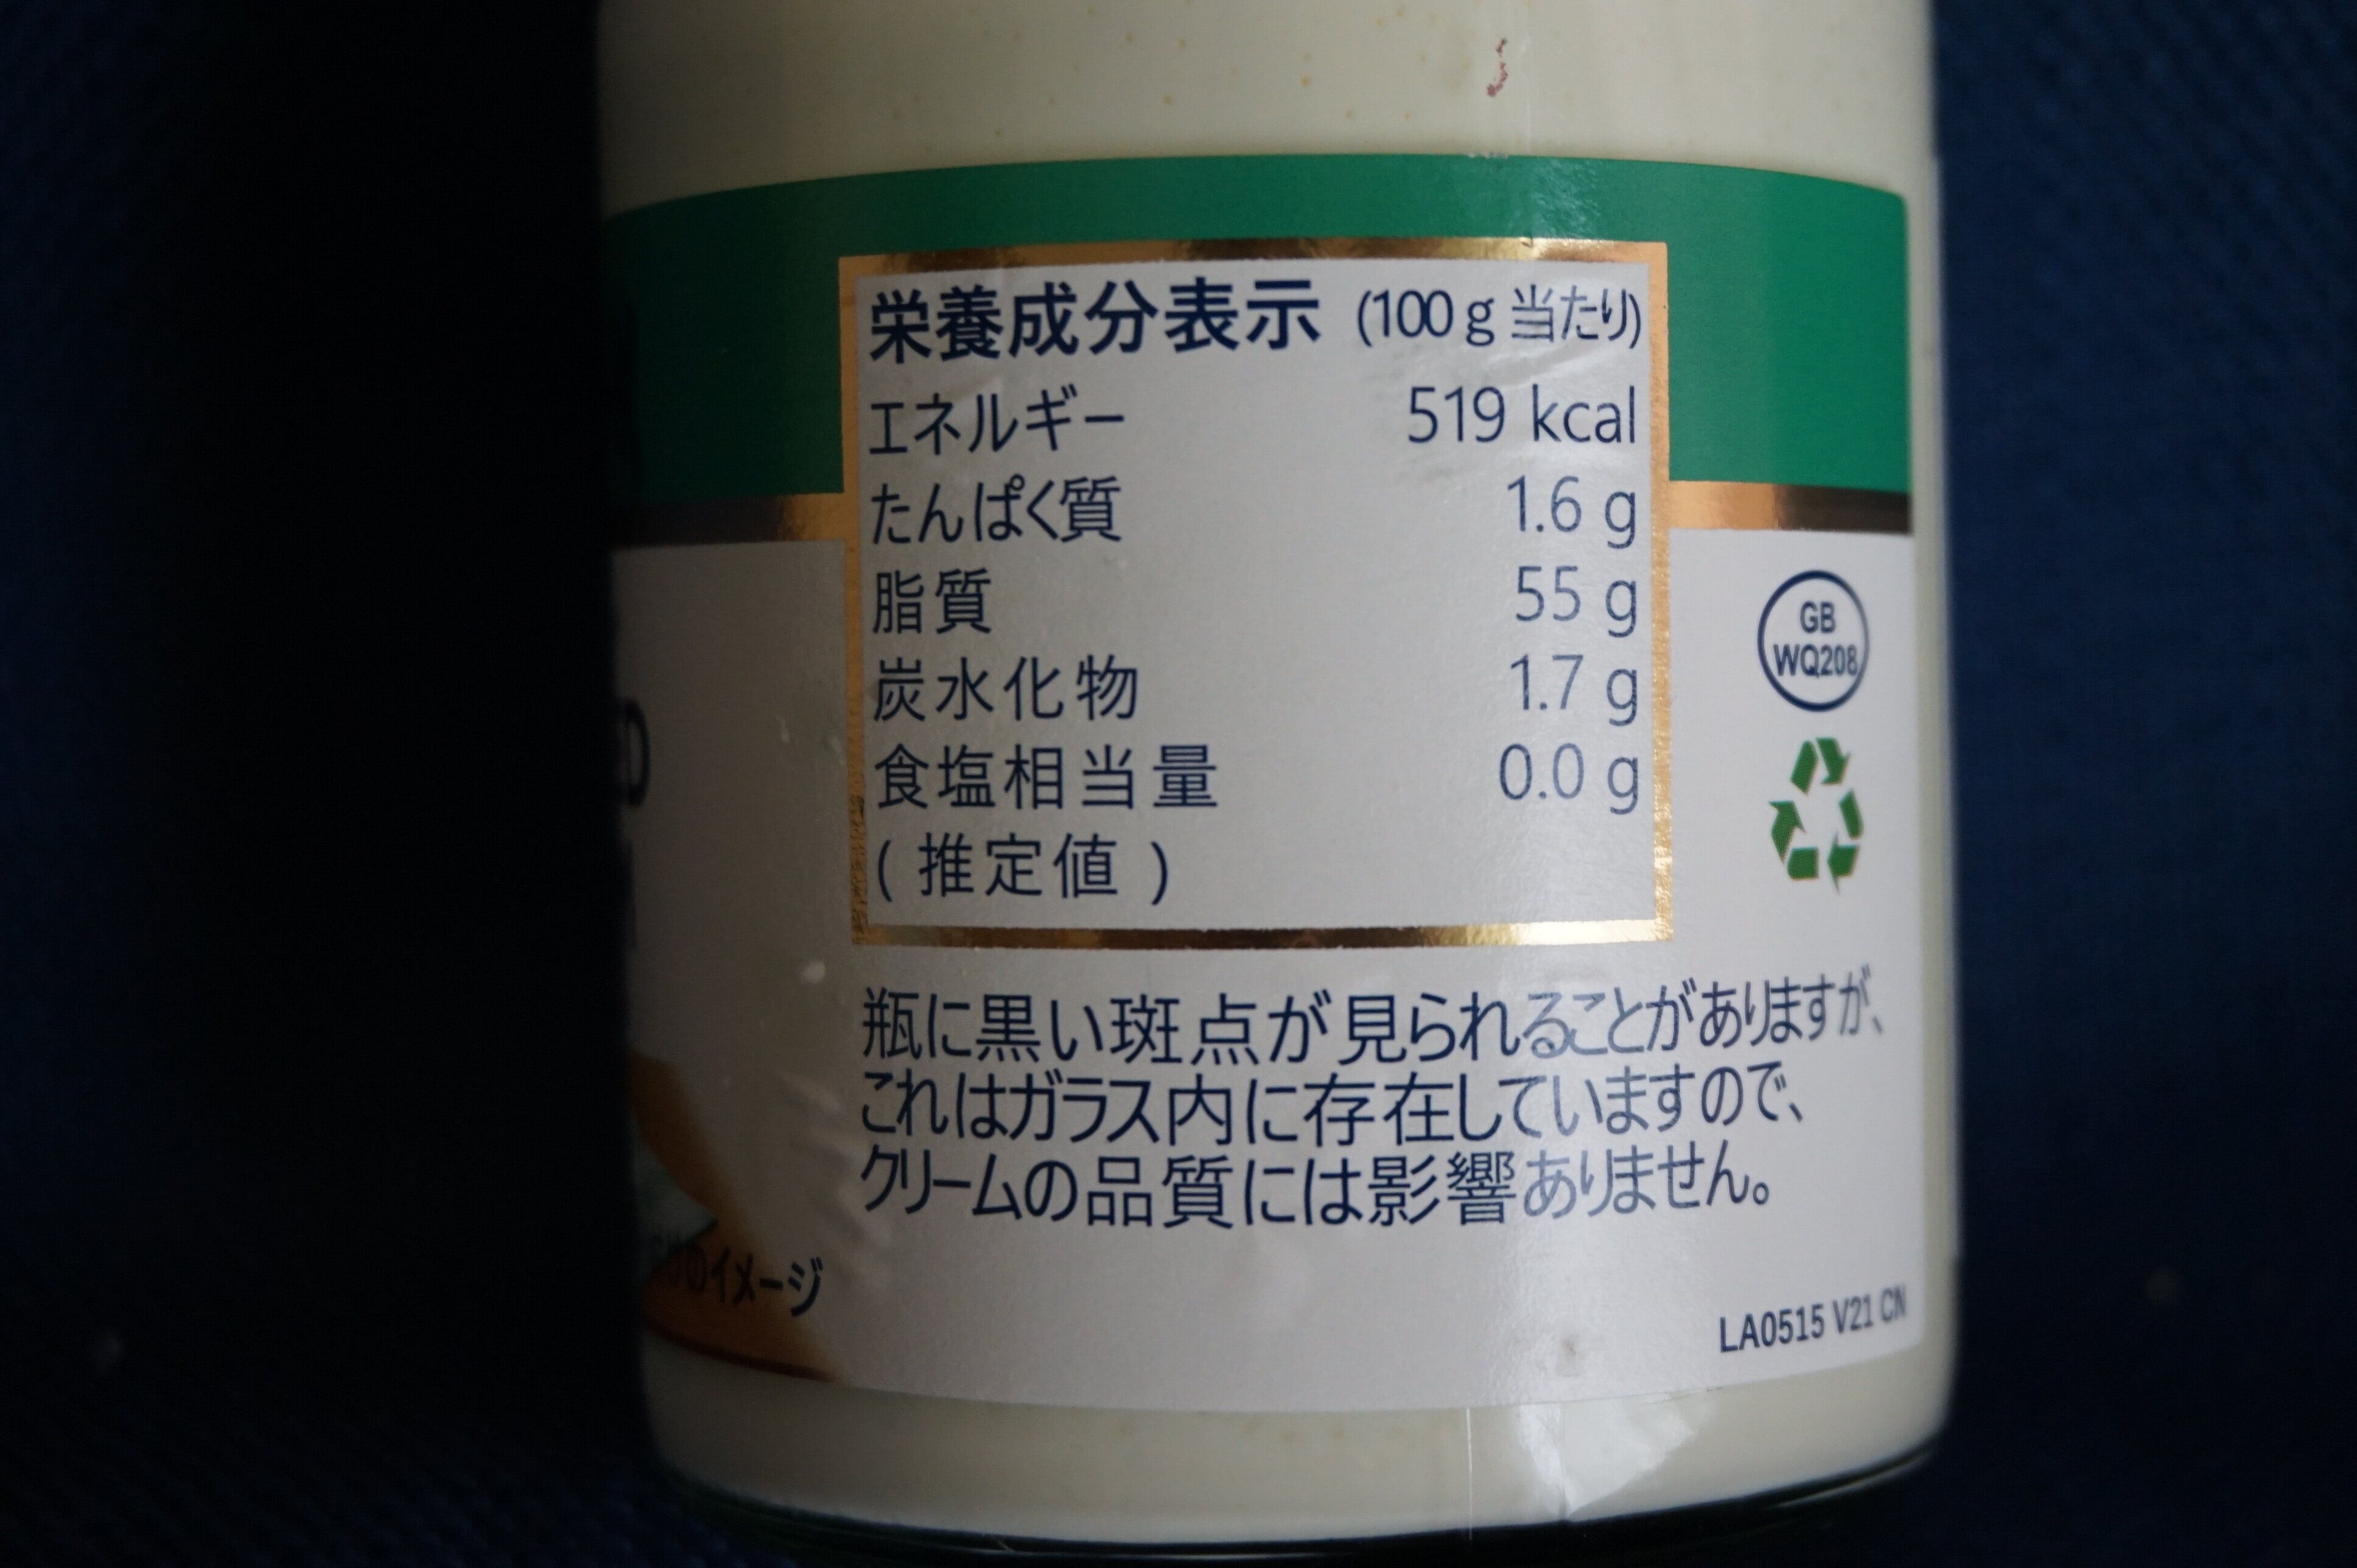 栄養成分表示 (100g当たり)
エネルギー 519 kcal
たんぱく質 1.6 g
脂質 55 g
炭水化物 1.7 g
食塩相当量 0.0 g
(推定値)
GB
WQ208
瓶に黒い斑点が見られることがありますが、
これはガラス内に存在していますので、
クリームの品質には影響ありません。
のイメージ
LA0515 V21 CN